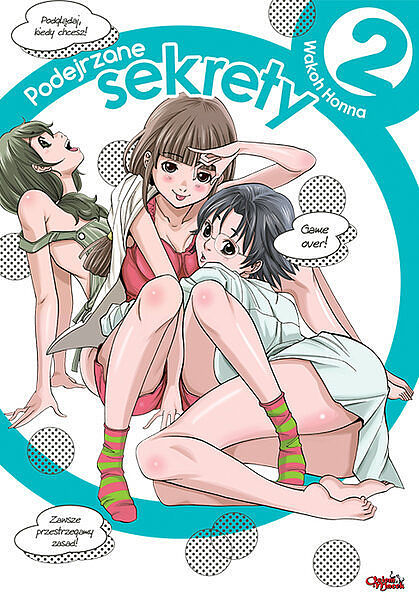 Podglądaj,
kiedy chcesz!
Podejrzane
sekrety
2
Wakoh Honna
Game
over!
Zawsze
przestrzegamy
zasad!